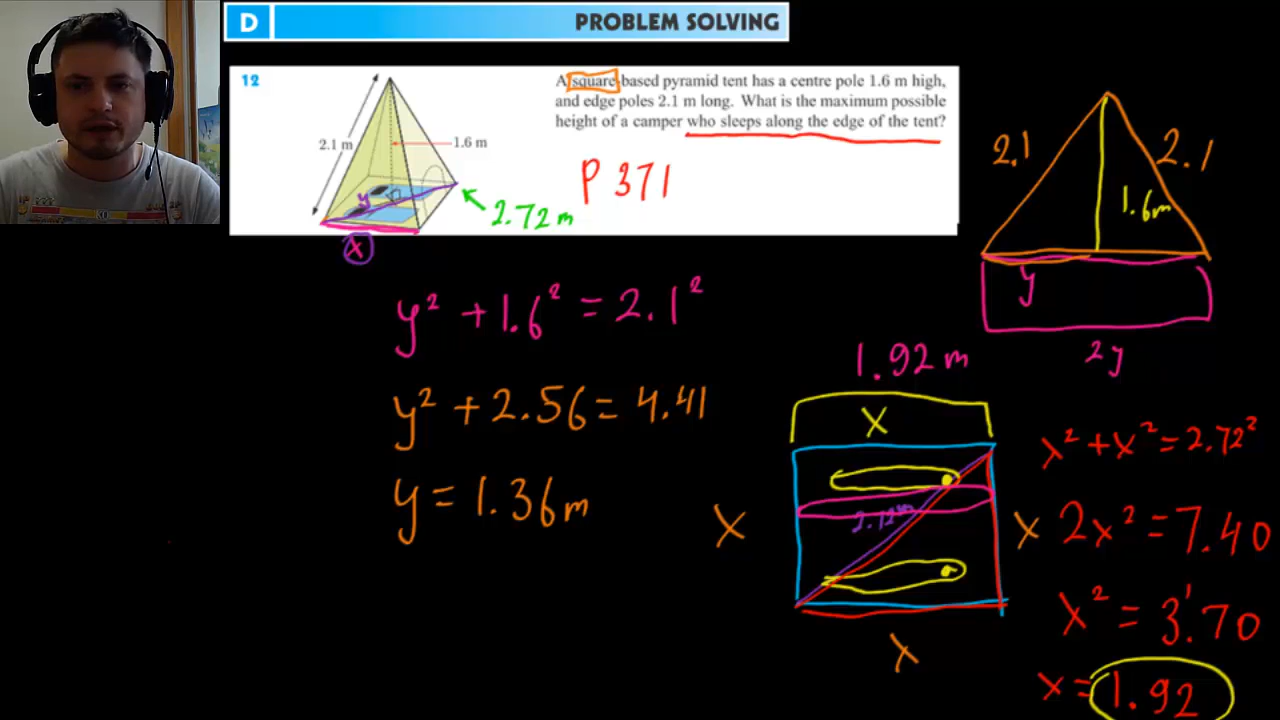 D PROBLEM SOLVING
12
A square-based pyramid tent has a centre pole 1.6 m high,
and edge poles 2.1 m long. What is the maximum possible
height of a camper who sleeps along the edge of the tent?
2.1 m
1.6 m
y
2.72 m
x
P 371
2.1
2.1
1.6m
y
2y
y² + 1.6² = 2.1²
y² + 2.56 = 4.41
y = 1.36m
1.92 m
x
x
2.72m
x
x
x² + x² = 2.72²
2x² = 7.40
x² = 3.70
x = 1.92
KO